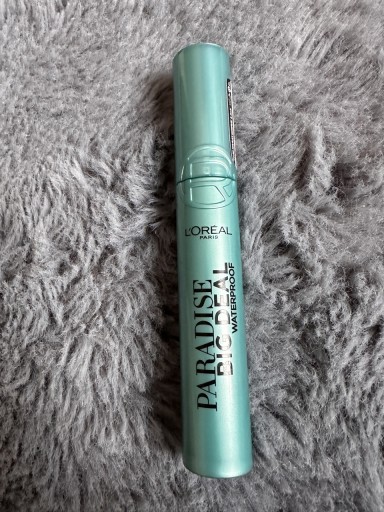 L'ORÉAL
PARIS
PARADISE
BIG DEAL
WATERPROOF